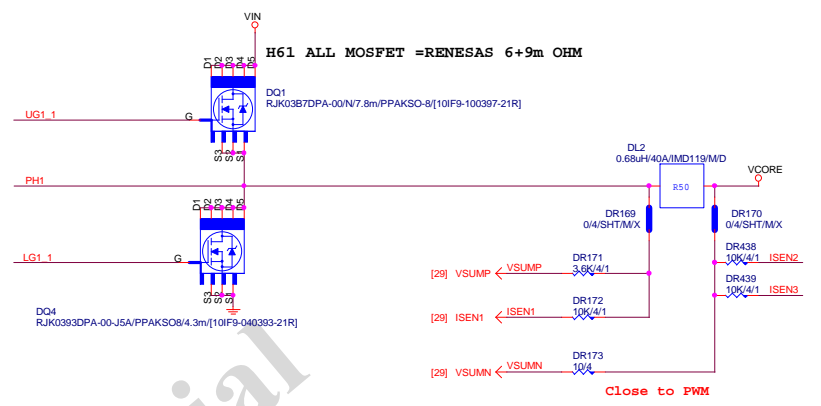 VIN
H61 ALL MOSFET =RENESAS 6+9m OHM
D1
D2
D3
D4
D5
DQ1
RJK03B7DPA-00/N/7.8m/PPAKSO-8/[10IF9-100397-21R]
UG1_1
G
S3
S2
S1
DL2
0.68uH/40A/IMD119/M/D
VCORE
PH1
R50
D1
D2
D3
D4
D5
DR169
0/4/SHT/M/X
DR170
0/4/SHT/M/X
LG1_1
G
DR438
10K/4/1
ISEN2
DR171
3.6K/4/1
[29] VSUMP
VSUMP
DR439
10K/4/1
ISEN3
S3
S2
S1
DQ4
RJK0393DPA-00-J5A/PPAKSO8/4.3m/[10IF9-040393-21R]
DR172
10K/4/1
[29] ISEN1
ISEN1
DR173
10/4
[29] VSUMN
VSUMN
Close to PWM
ial